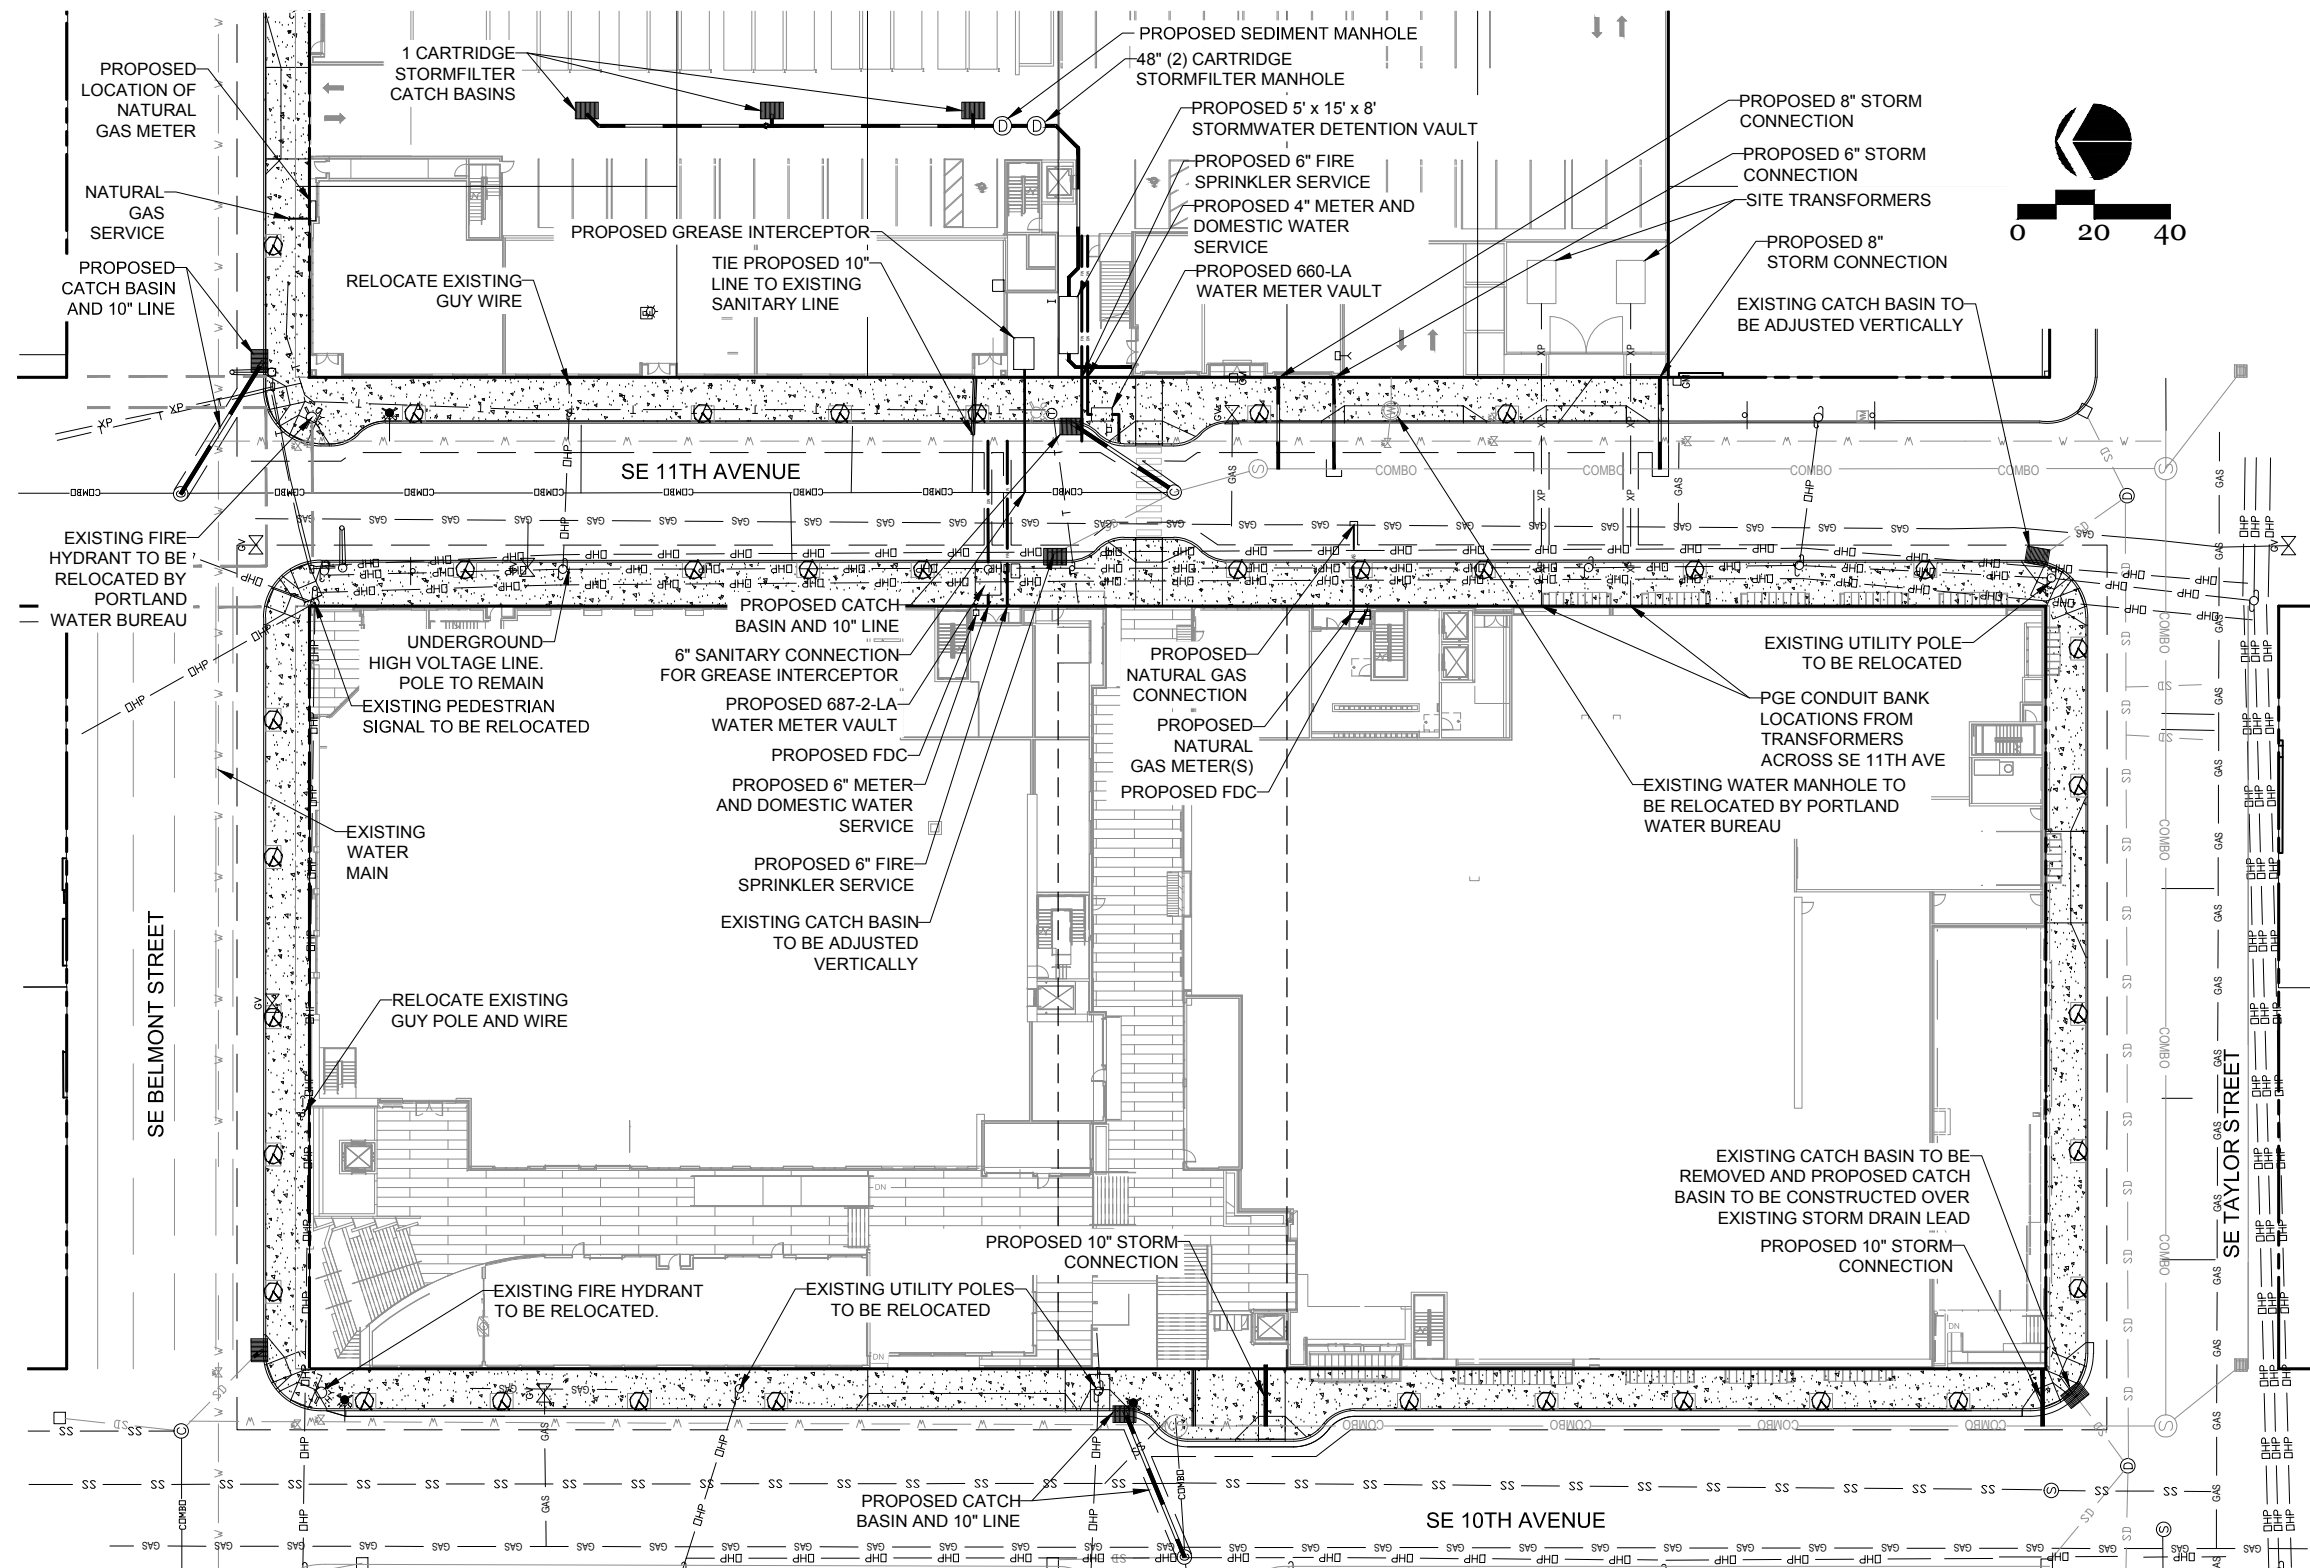 PROPOSED
LOCATION OF
NATURAL
GAS METER
1 CARTRIDGE
STORMFILTER
CATCH BASINS
PROPOSED SEDIMENT MANHOLE
48" (2) CARTRIDGE
STORMFILTER MANHOLE
PROPOSED 5' x 15' x 8'
STORMWATER DETENTION VAULT
PROPOSED 6" FIRE
SPRINKLER SERVICE
PROPOSED 4" METER AND
DOMESTIC WATER
SERVICE
PROPOSED 660-LA
WATER METER VAULT
PROPOSED 8" STORM
CONNECTION
PROPOSED 6" STORM
CONNECTION
SITE TRANSFORMERS
PROPOSED 8"
STORM CONNECTION
EXISTING CATCH BASIN TO
BE ADJUSTED VERTICALLY
0 20 40
NATURAL
GAS
SERVICE
PROPOSED
CATCH BASIN
AND 10" LINE
PROPOSED GREASE INTERCEPTOR
RELOCATE EXISTING
GUY WIRE
TIE PROPOSED 10"
LINE TO EXISTING
SANITARY LINE
SE 11TH AVENUE
EXISTING FIRE
HYDRANT TO BE
RELOCATED BY
PORTLAND
WATER BUREAU
UNDERGROUND
HIGH VOLTAGE LINE.
POLE TO REMAIN
EXISTING PEDESTRIAN
SIGNAL TO BE RELOCATED
PROPOSED CATCH
BASIN AND 10" LINE
6" SANITARY CONNECTION
FOR GREASE INTERCEPTOR
PROPOSED 687-2-LA
WATER METER VAULT
PROPOSED FDC
PROPOSED 6" METER
AND DOMESTIC WATER
SERVICE
PROPOSED 6" FIRE
SPRINKLER SERVICE
EXISTING CATCH BASIN
TO BE ADJUSTED
VERTICALLY
PROPOSED
NATURAL GAS
CONNECTION
PROPOSED
NATURAL
GAS METER(S)
PROPOSED FDC
EXISTING UTILITY POLE
TO BE RELOCATED
PGE CONDUIT BANK
LOCATIONS FROM
TRANSFORMERS
ACROSS SE 11TH AVE
EXISTING WATER MANHOLE TO
BE RELOCATED BY PORTLAND
WATER BUREAU
EXISTING
WATER
MAIN
SE BELMONT STREET
RELOCATE EXISTING
GUY POLE AND WIRE
SE TAYLOR STREET
EXISTING CATCH BASIN TO BE
REMOVED AND PROPOSED CATCH
BASIN TO BE CONSTRUCTED OVER
EXISTING STORM DRAIN LEAD
PROPOSED 10" STORM
CONNECTION
PROPOSED 10" STORM
CONNECTION
EXISTING FIRE HYDRANT
TO BE RELOCATED.
EXISTING UTILITY POLES
TO BE RELOCATED
PROPOSED CATCH
BASIN AND 10" LINE
SE 10TH AVENUE